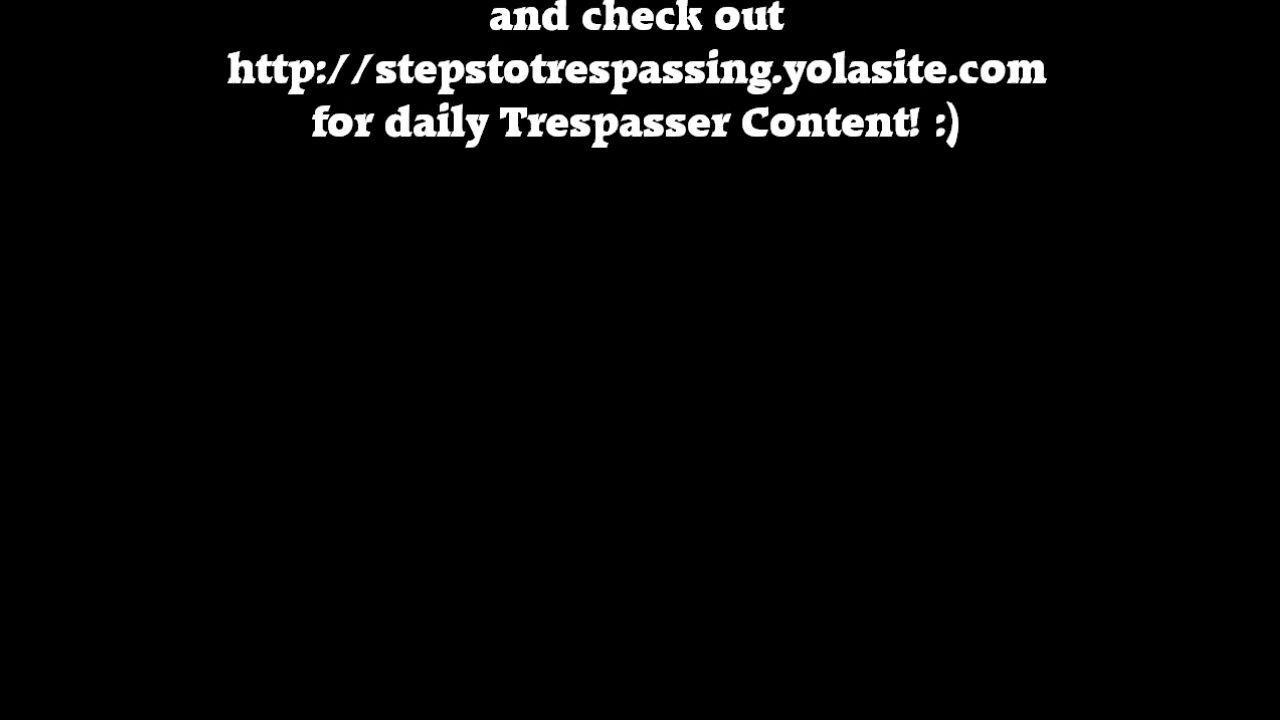 and check out
http://stepstotrespassing.yolasite.com
for daily Trespasser Content! :)